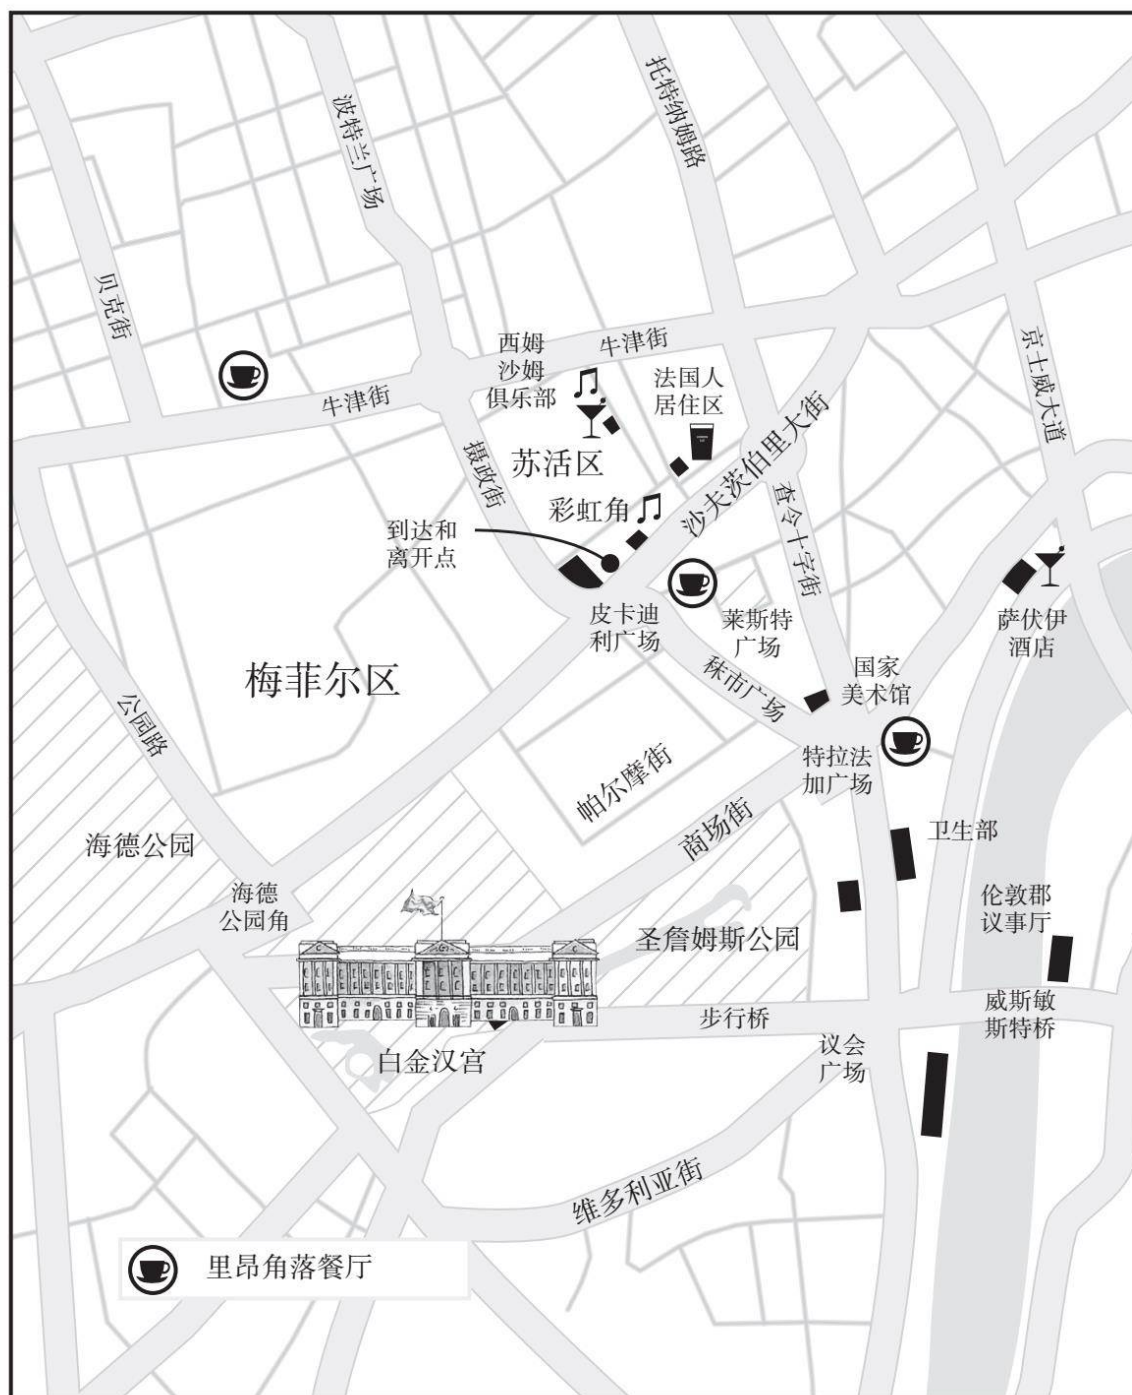 波特兰广场
托特纳姆路
贝克街
京士威大道
牛津街
西姆
沙姆
俱乐部
法国人
居住区
牛津街
摄政街
苏活区
沙夫茨伯里大街
彩虹角
查令十字街
到达和
离开点
皮卡迪
利广场
莱斯特
广场
萨伏伊
酒店
梅菲尔区
秣市广场
国家
美术馆
公园路
帕尔摩街
特拉法
加广场
商场街
海德公园
卫生部
海德
公园角
伦敦郡
议事厅
圣詹姆斯公园
步行桥
威斯敏
斯特桥
白金汉宫
议会
广场
维多利亚街
里昂角落餐厅